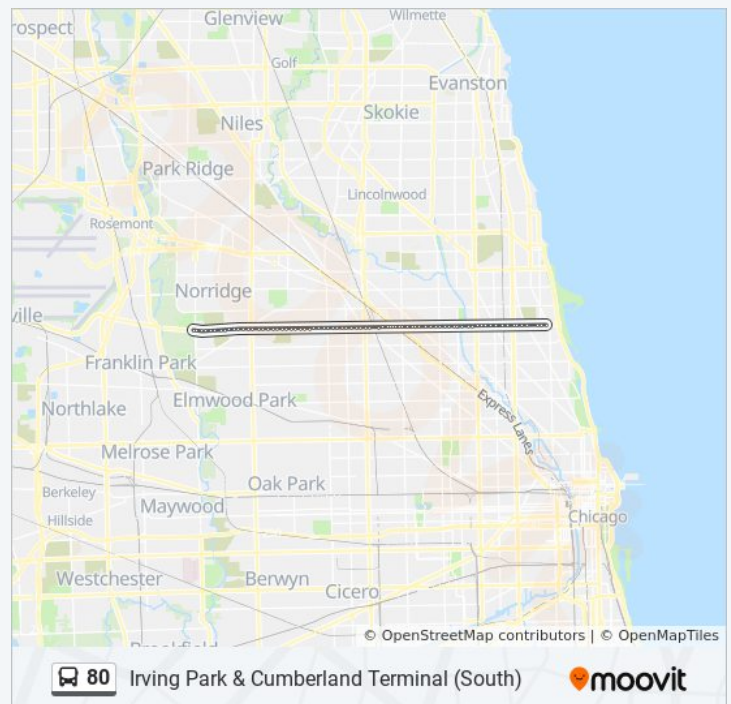 Wilmette
rospect
Glenview
Golf
Evanston
Skokie
Niles
Park Ridge
Lincolnwood
Rosemont
Norridge
ville
Franklin Park
Elmwood Park
Northlake
Express Lanes
Melrose Park
Oak Park
Berkeley
Maywood
Chicago
Hillside
Westchester
Berwyn
Cicero
© OpenStreetMap contributors | © OpenMapTiles
Brookfield
80 Irving Park & Cumberland Terminal (South)
moovit